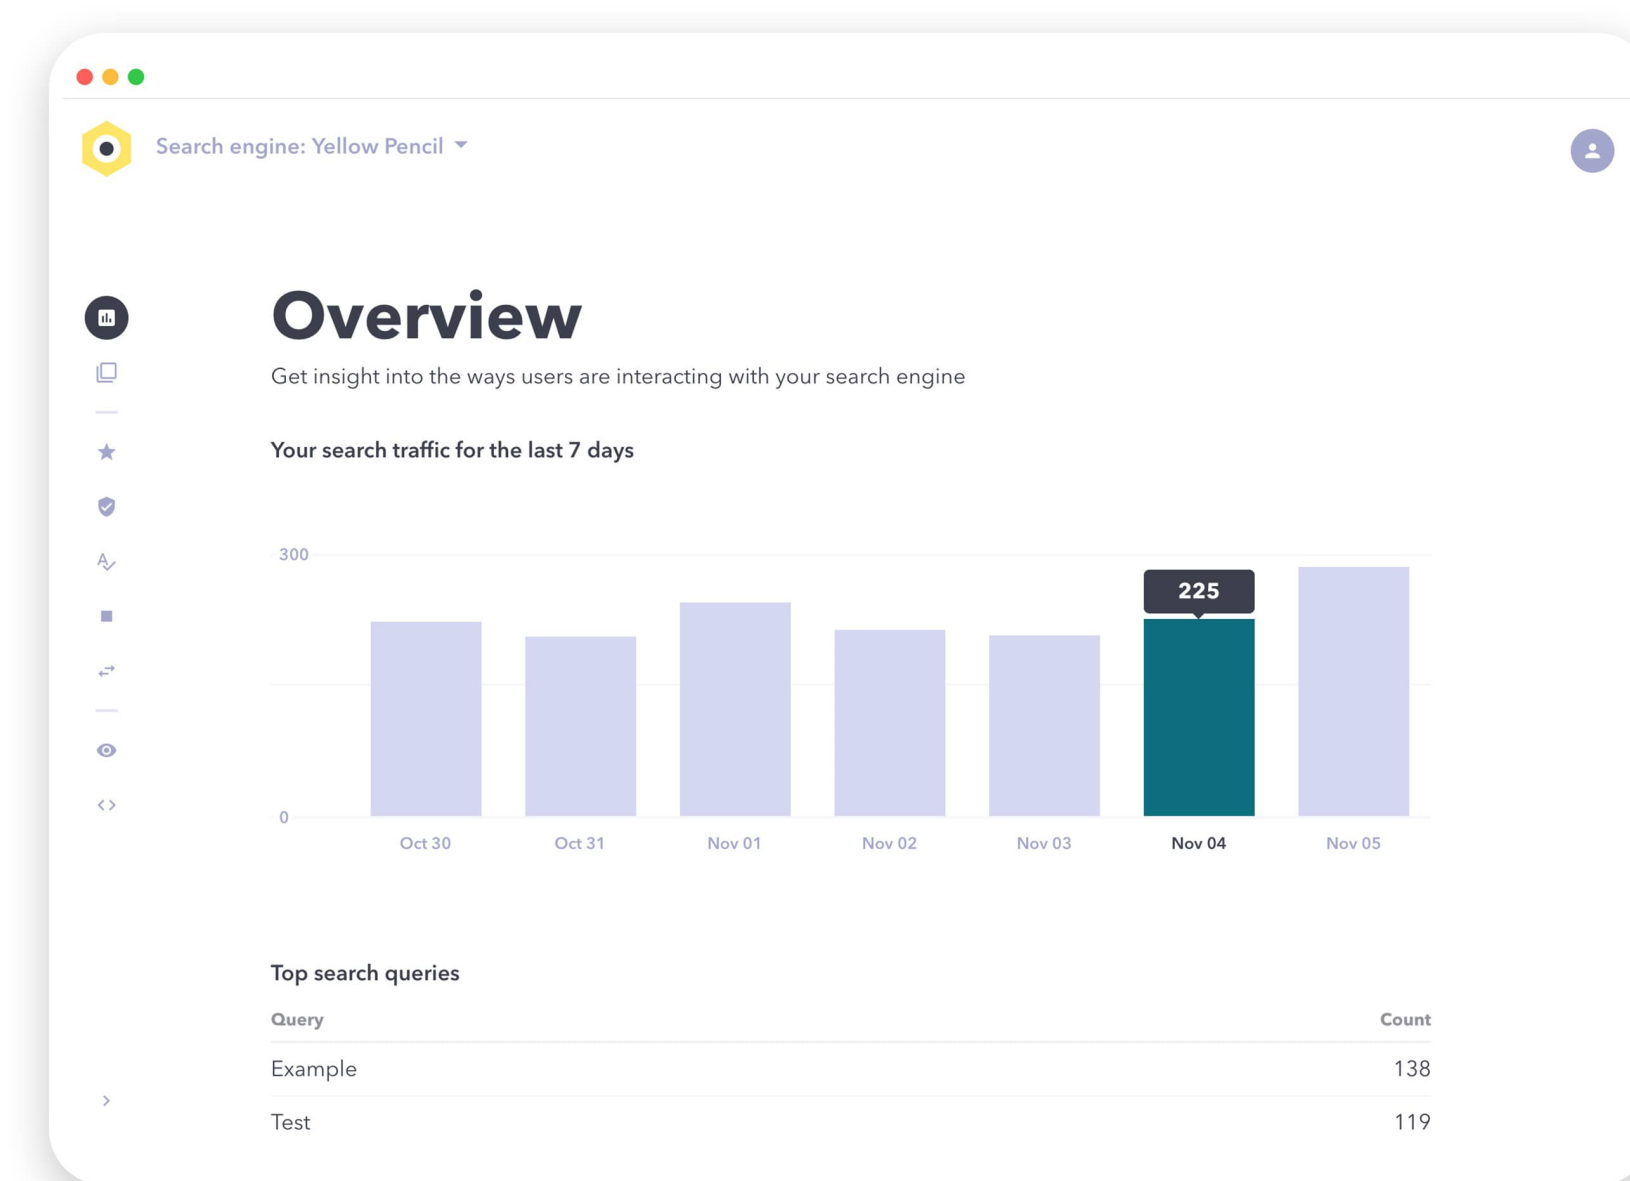 Search engine: Yellow Pencil
Overview
Get insight into the ways users are interacting with your search engine
Your search traffic for the last 7 days
300
225
0
Oct 30 Oct 31 Nov 01 Nov 02 Nov 03 Nov 04 Nov 05
Top search queries
Query Count
Example 138
Test 119